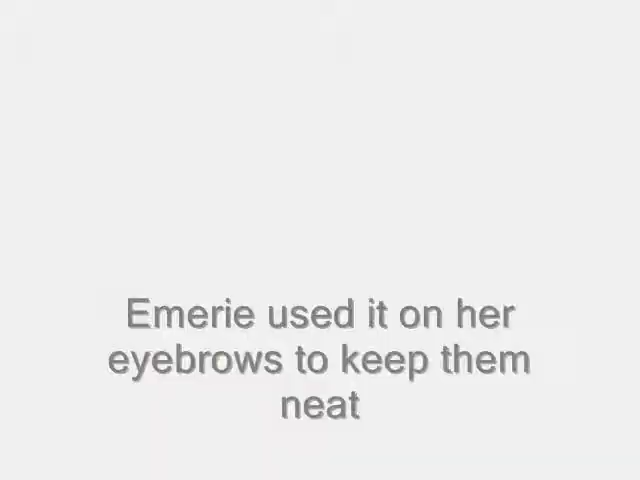 Emerie used it on her
eyebrows to keep them
neat